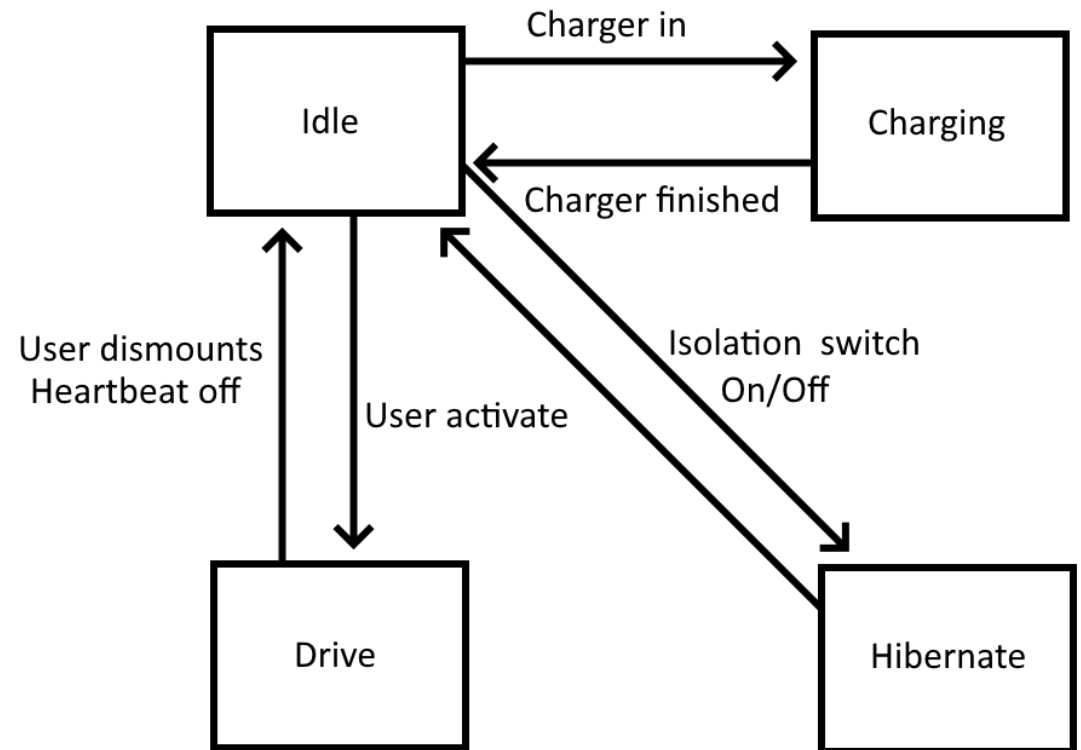 Charger in
Idle
Charging
Charger finished
User dismounts
Heartbeat off
Isolation switch
On/Off
User activate
Drive
Hibernate